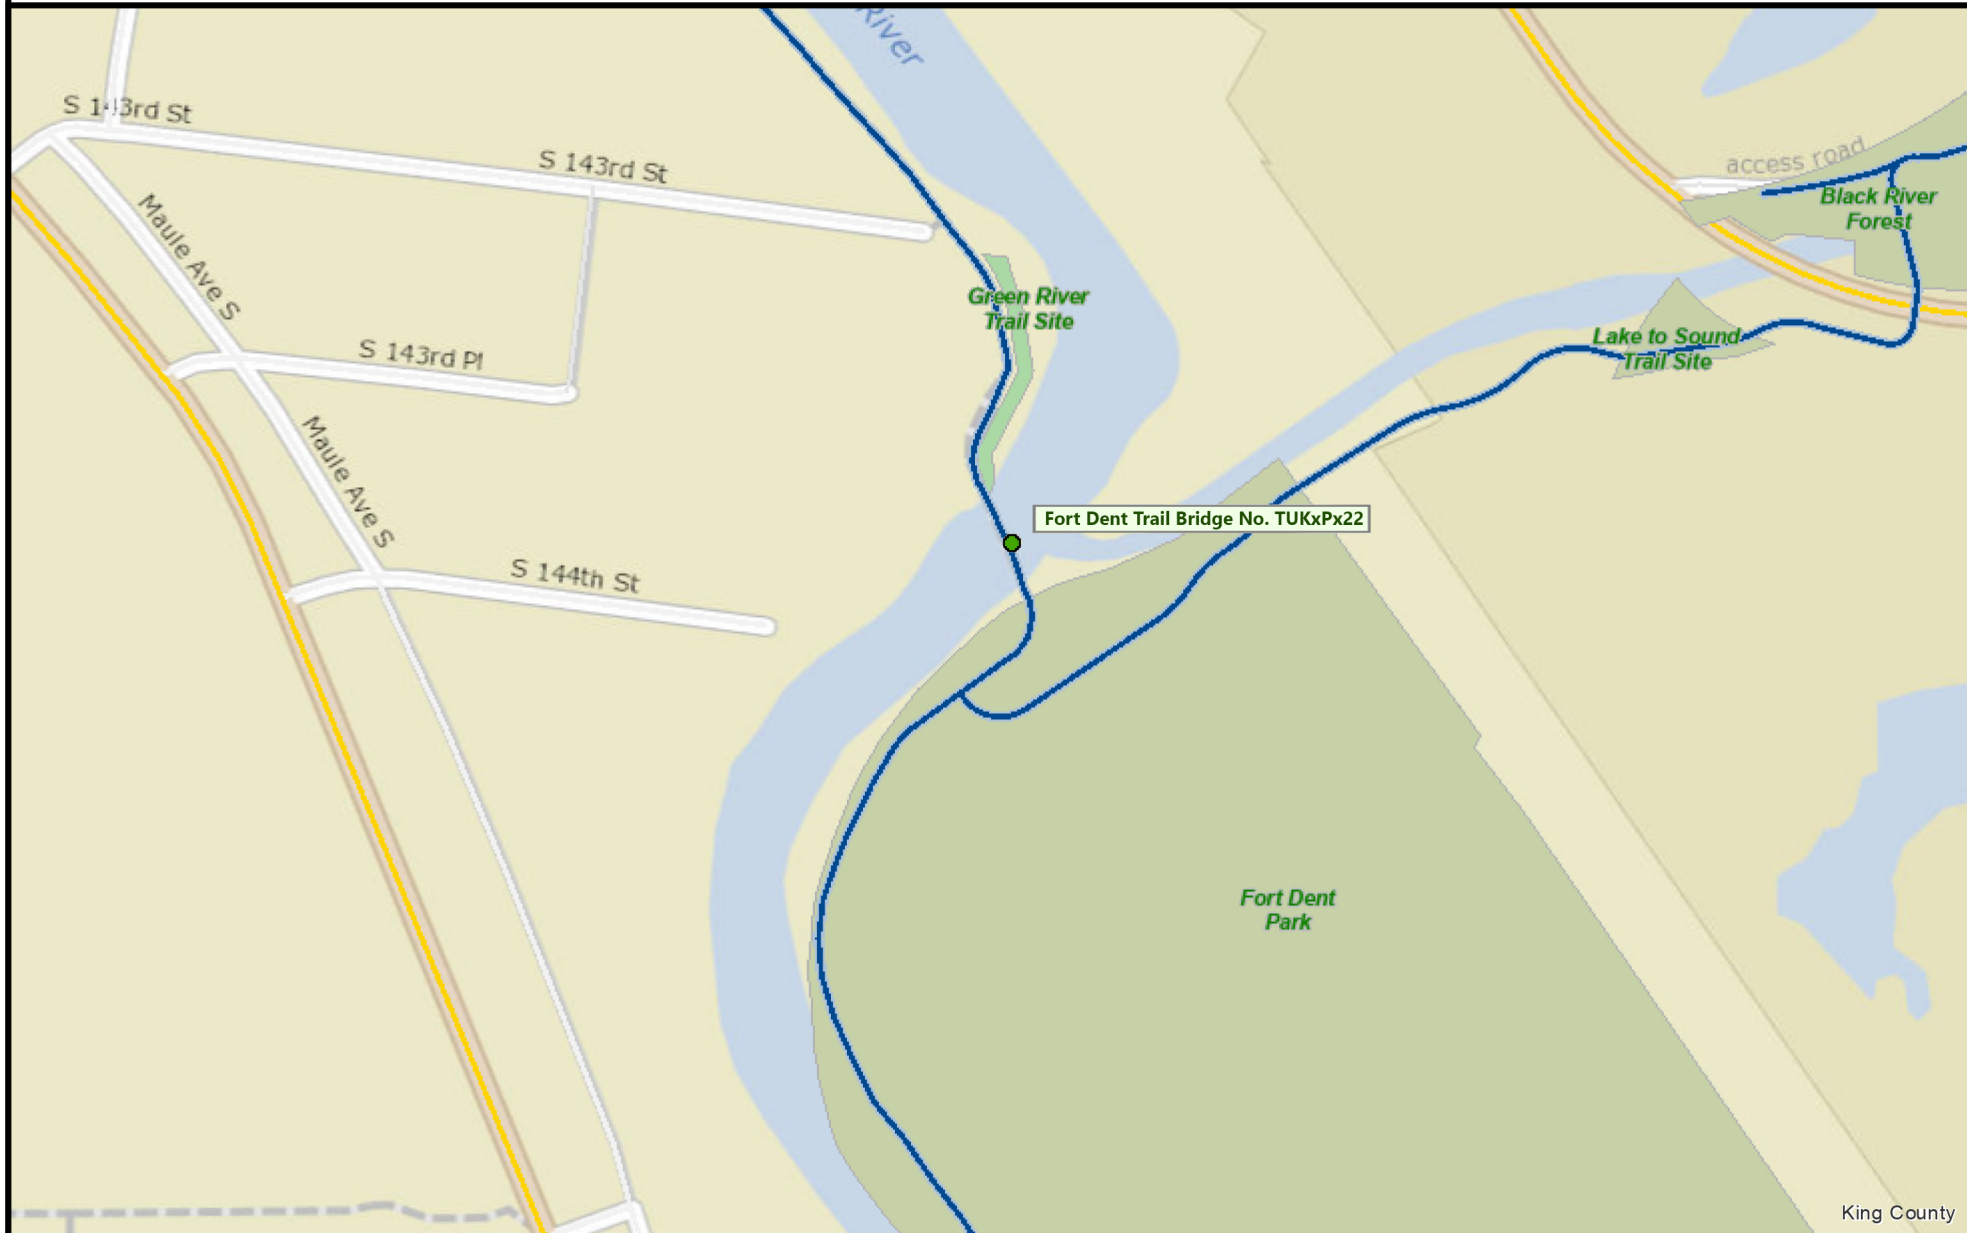 River
S 143rd St
S 143rd St
access road
Black River
Forest
Maule Ave S
Green River
Trail Site
Lake to Sound
Trail Site
S 143rd Pl
Maule Ave S
Fort Dent Trail Bridge No. TUKxPx22
S 144th St
Fort Dent
Park
King County